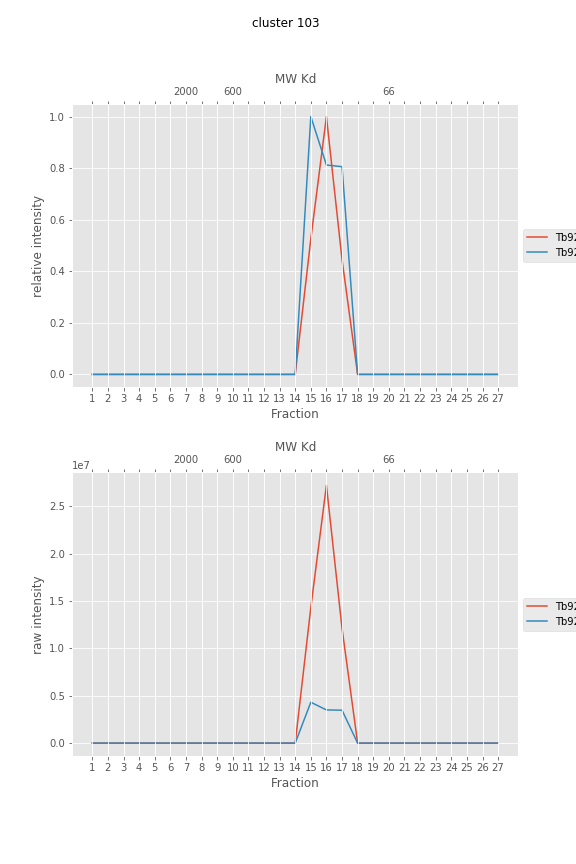 cluster 103
MW Kd
2000 600 66
1.0
0.8
0.6
0.4
0.2
0.0
relative intensity
Tb92
Tb92
1 2 3 4 5 6 7 8 9 10 11 12 13 14 15 16 17 18 19 20 21 22 23 24 25 26 27
Fraction
MW Kd
2000 600 66
1e7
2.5
2.0
1.5
1.0
0.5
0.0
raw intensity
Tb92
Tb92
1 2 3 4 5 6 7 8 9 10 11 12 13 14 15 16 17 18 19 20 21 22 23 24 25 26 27
Fraction